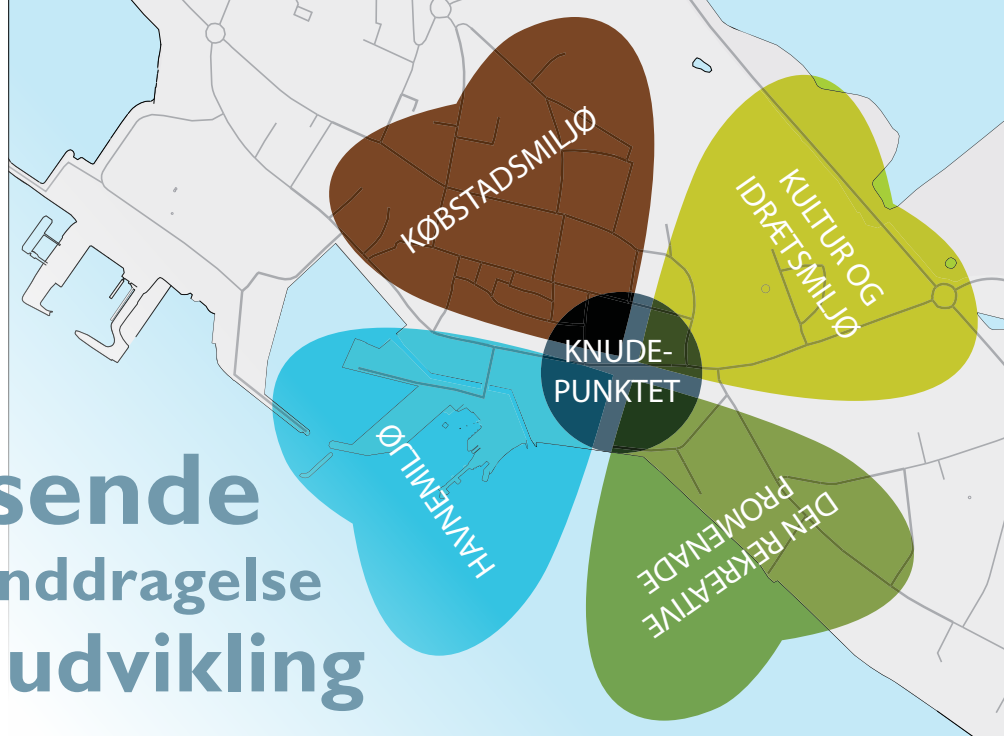 KØBSTADSMILJØ
KULTUR OG
IDRÆTSMILJØ
KNUDE-
PUNKTET
HAVNEMILJØ
DEN REKREATIVE
PROMENADE
sende
nddragelse
udvikling